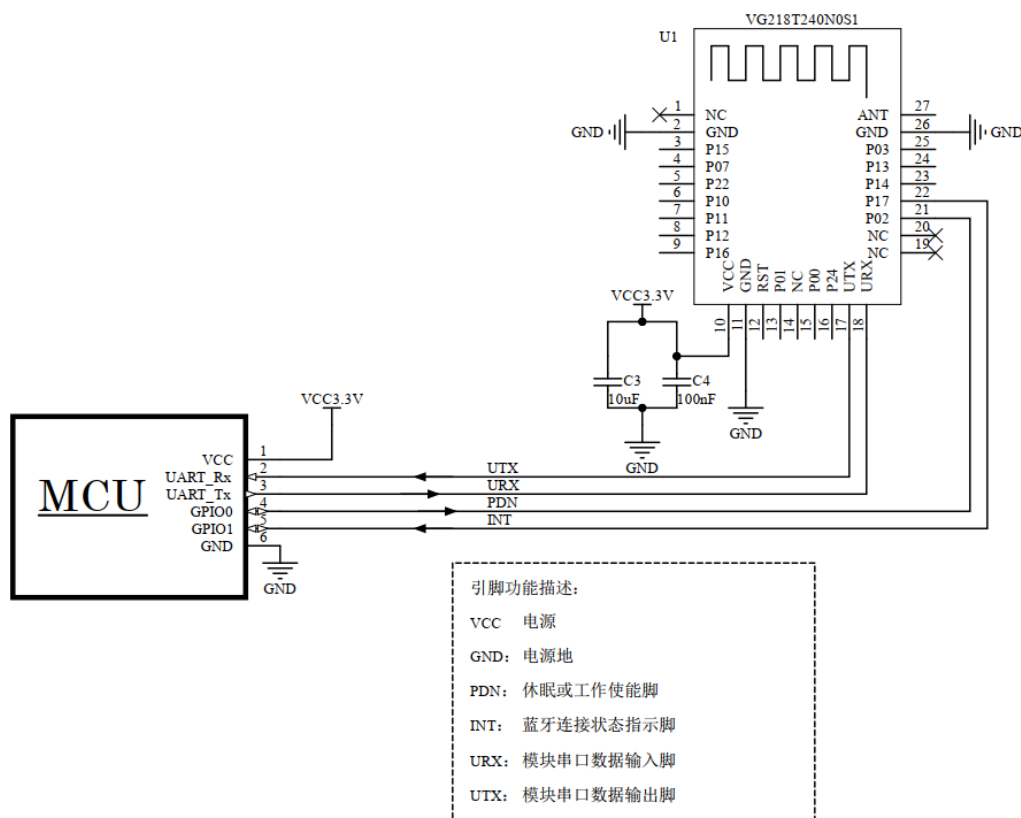 VG218T240N0S1
U1
1 NC
2 GND
GND
3 P15
4 P07
5 P22
6 P10
7 P11
8 P12
9 P16
ANT 27
GND 26
GND
P03 25
P13 24
P14 23
P17 22
P02 21
NC 20
NC 19
VCC 10
GND 11
RST 12
P01 13
NC 14
P00 15
P24 16
UTX 17
URX 18
VCC3.3V
C3
10uF
C4
100nF
GND
GND
VCC3.3V
MCU
VCC 1
UART_Rx 2
UART_Tx 3
GPIO0 4
GPIO1 5
GND 6
GND
UTX
URX
PDN
INT
引脚功能描述:
VCC 电源
GND: 电源地
PDN: 休眠或工作使能脚
INT: 蓝牙连接状态指示脚
URX: 模块串口数据输入脚
UTX: 模块串口数据输出脚